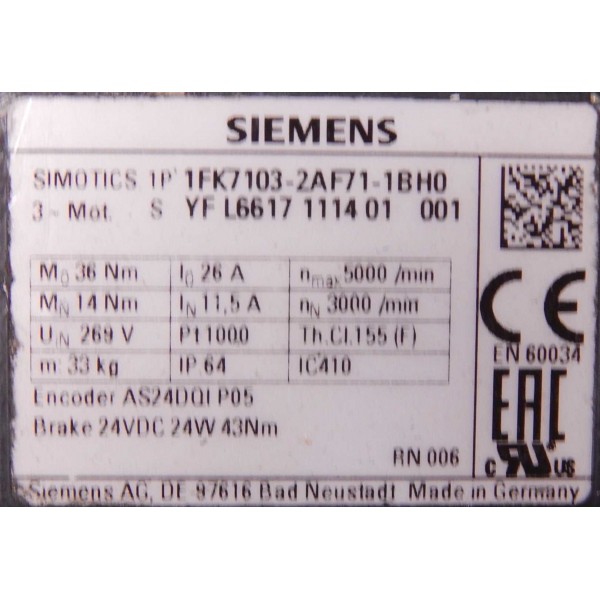 SIEMENS
SIMOTICS 1P 1FK7103-2AF71-1BH0
3 ~ Mot. S YF L6617 1114 01 001
M0 36 Nm I0 26 A nmax 5000 /min
MN 14 Nm IN 11,5 A nN 3000 /min
UIN 269 V Pt1000 Th.Cl.155 (F)
m: 33 kg IP 64 IC410
CE
EN 60034
Encoder AS24DQI P05
Brake 24VDC 24W 43Nm
EAC
RN 006
c UR us
Siemens AG, DE-97616 Bad Neustadt Made in Germany